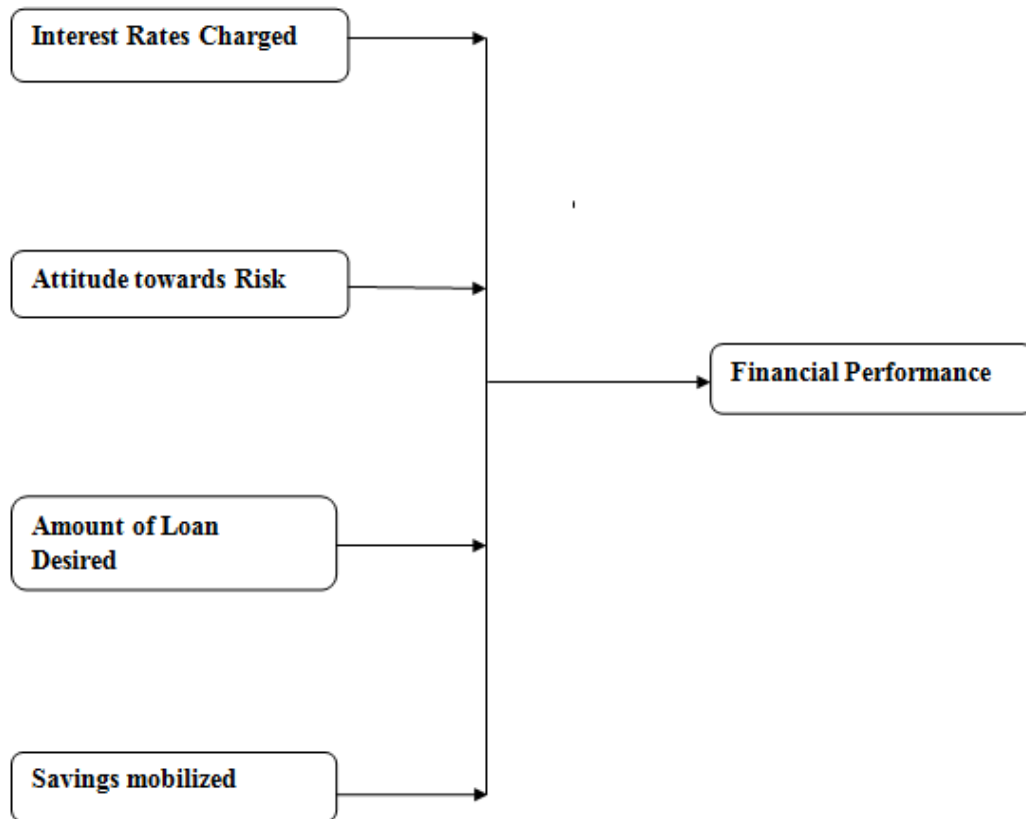 Interest Rates Charged
Attitude towards Risk
Financial Performance
Amount of Loan
Desired
Savings mobilized